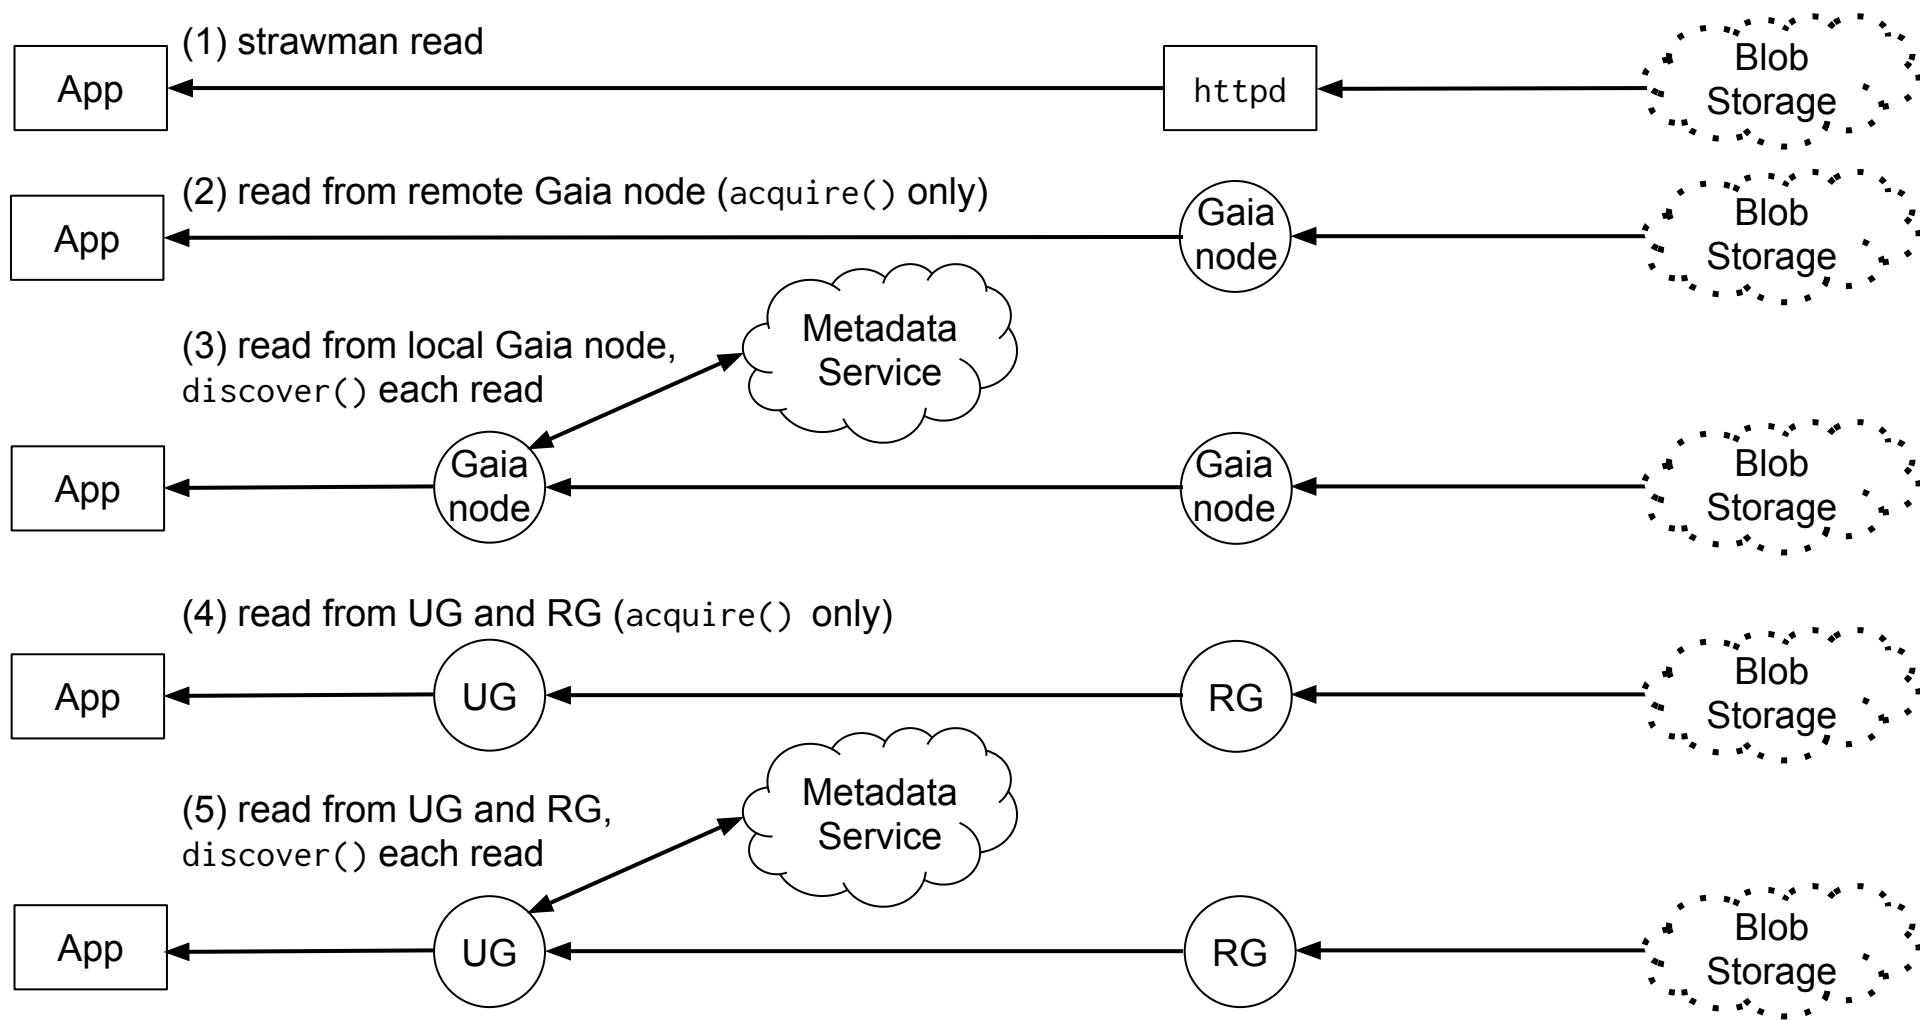 (1) strawman read
App
httpd
Blob
Storage
(2) read from remote Gaia node (acquire() only)
App
Gaia
node
Blob
Storage
(3) read from local Gaia node,
discover() each read
Metadata
Service
App
Gaia
node
Gaia
node
Blob
Storage
(4) read from UG and RG (acquire() only)
App
UG
RG
Blob
Storage
(5) read from UG and RG,
discover() each read
Metadata
Service
App
UG
RG
Blob
Storage